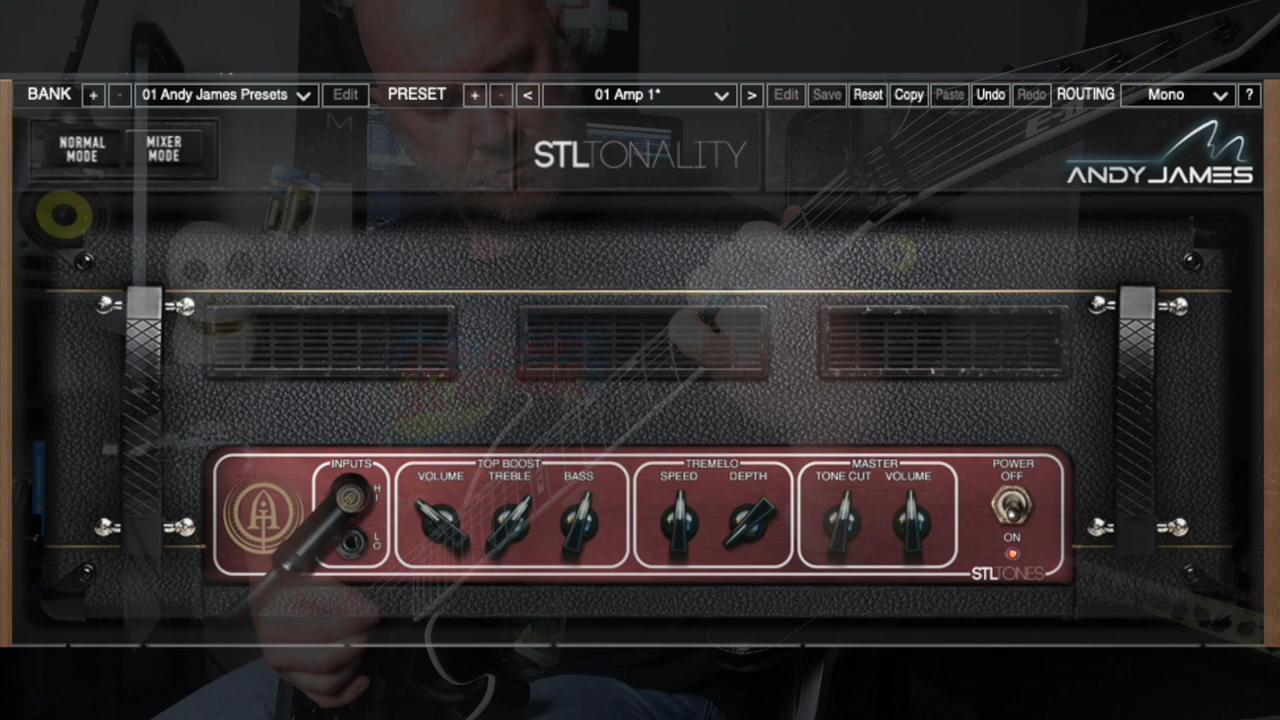 BANK + - 01 Andy James Presets Edit PRESET + - < 01 Amp 1* > Edit Save Reset Copy Paste Undo Redo ROUTING Mono ?
NORMAL MODE
MIXER MODE
STLTONALITY
ANDY JAMES
INPUTS
HI
LO
TOP BOOST
VOLUME TREBLE BASS
TREMELO
SPEED DEPTH
MASTER
TONE CUT VOLUME
POWER
OFF
ON
STLTONES